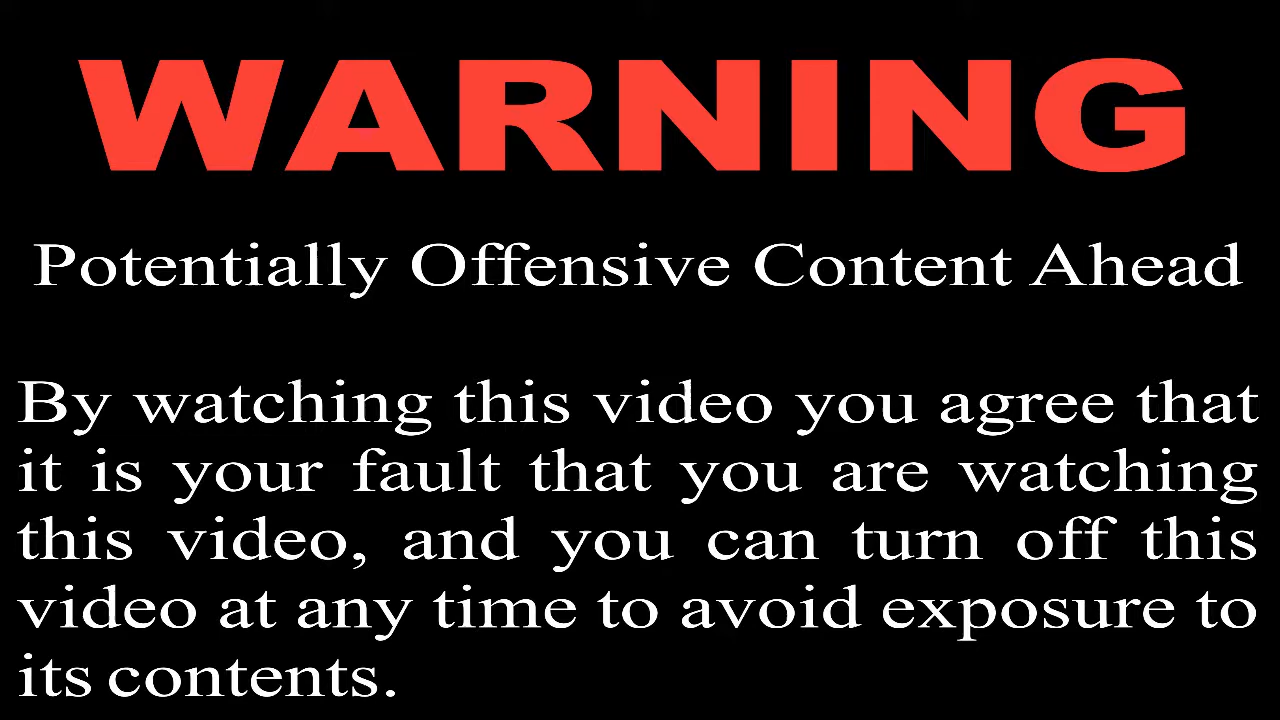 WARNING
Potentially Offensive Content Ahead
By watching this video you agree that
it is your fault that you are watching
this video, and you can turn off this
video at any time to avoid exposure to
its contents.